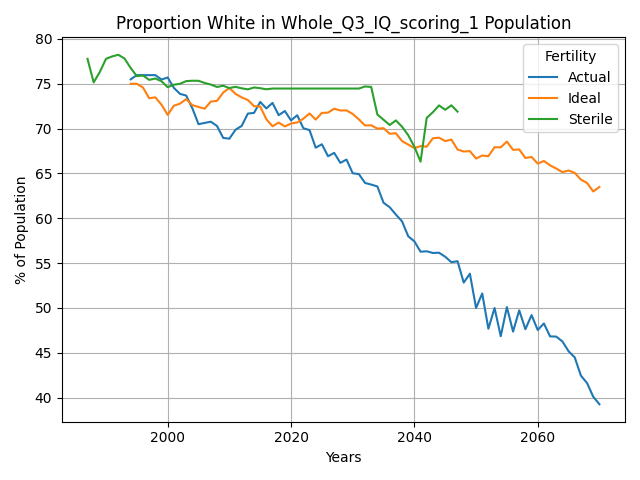 Proportion White in Whole_Q3_IQ_scoring_1 Population
80
75
70
65
60
55
50
45
40
% of Population
Fertility
Actual
Ideal
Sterile
2000
2020
2040
2060
Years